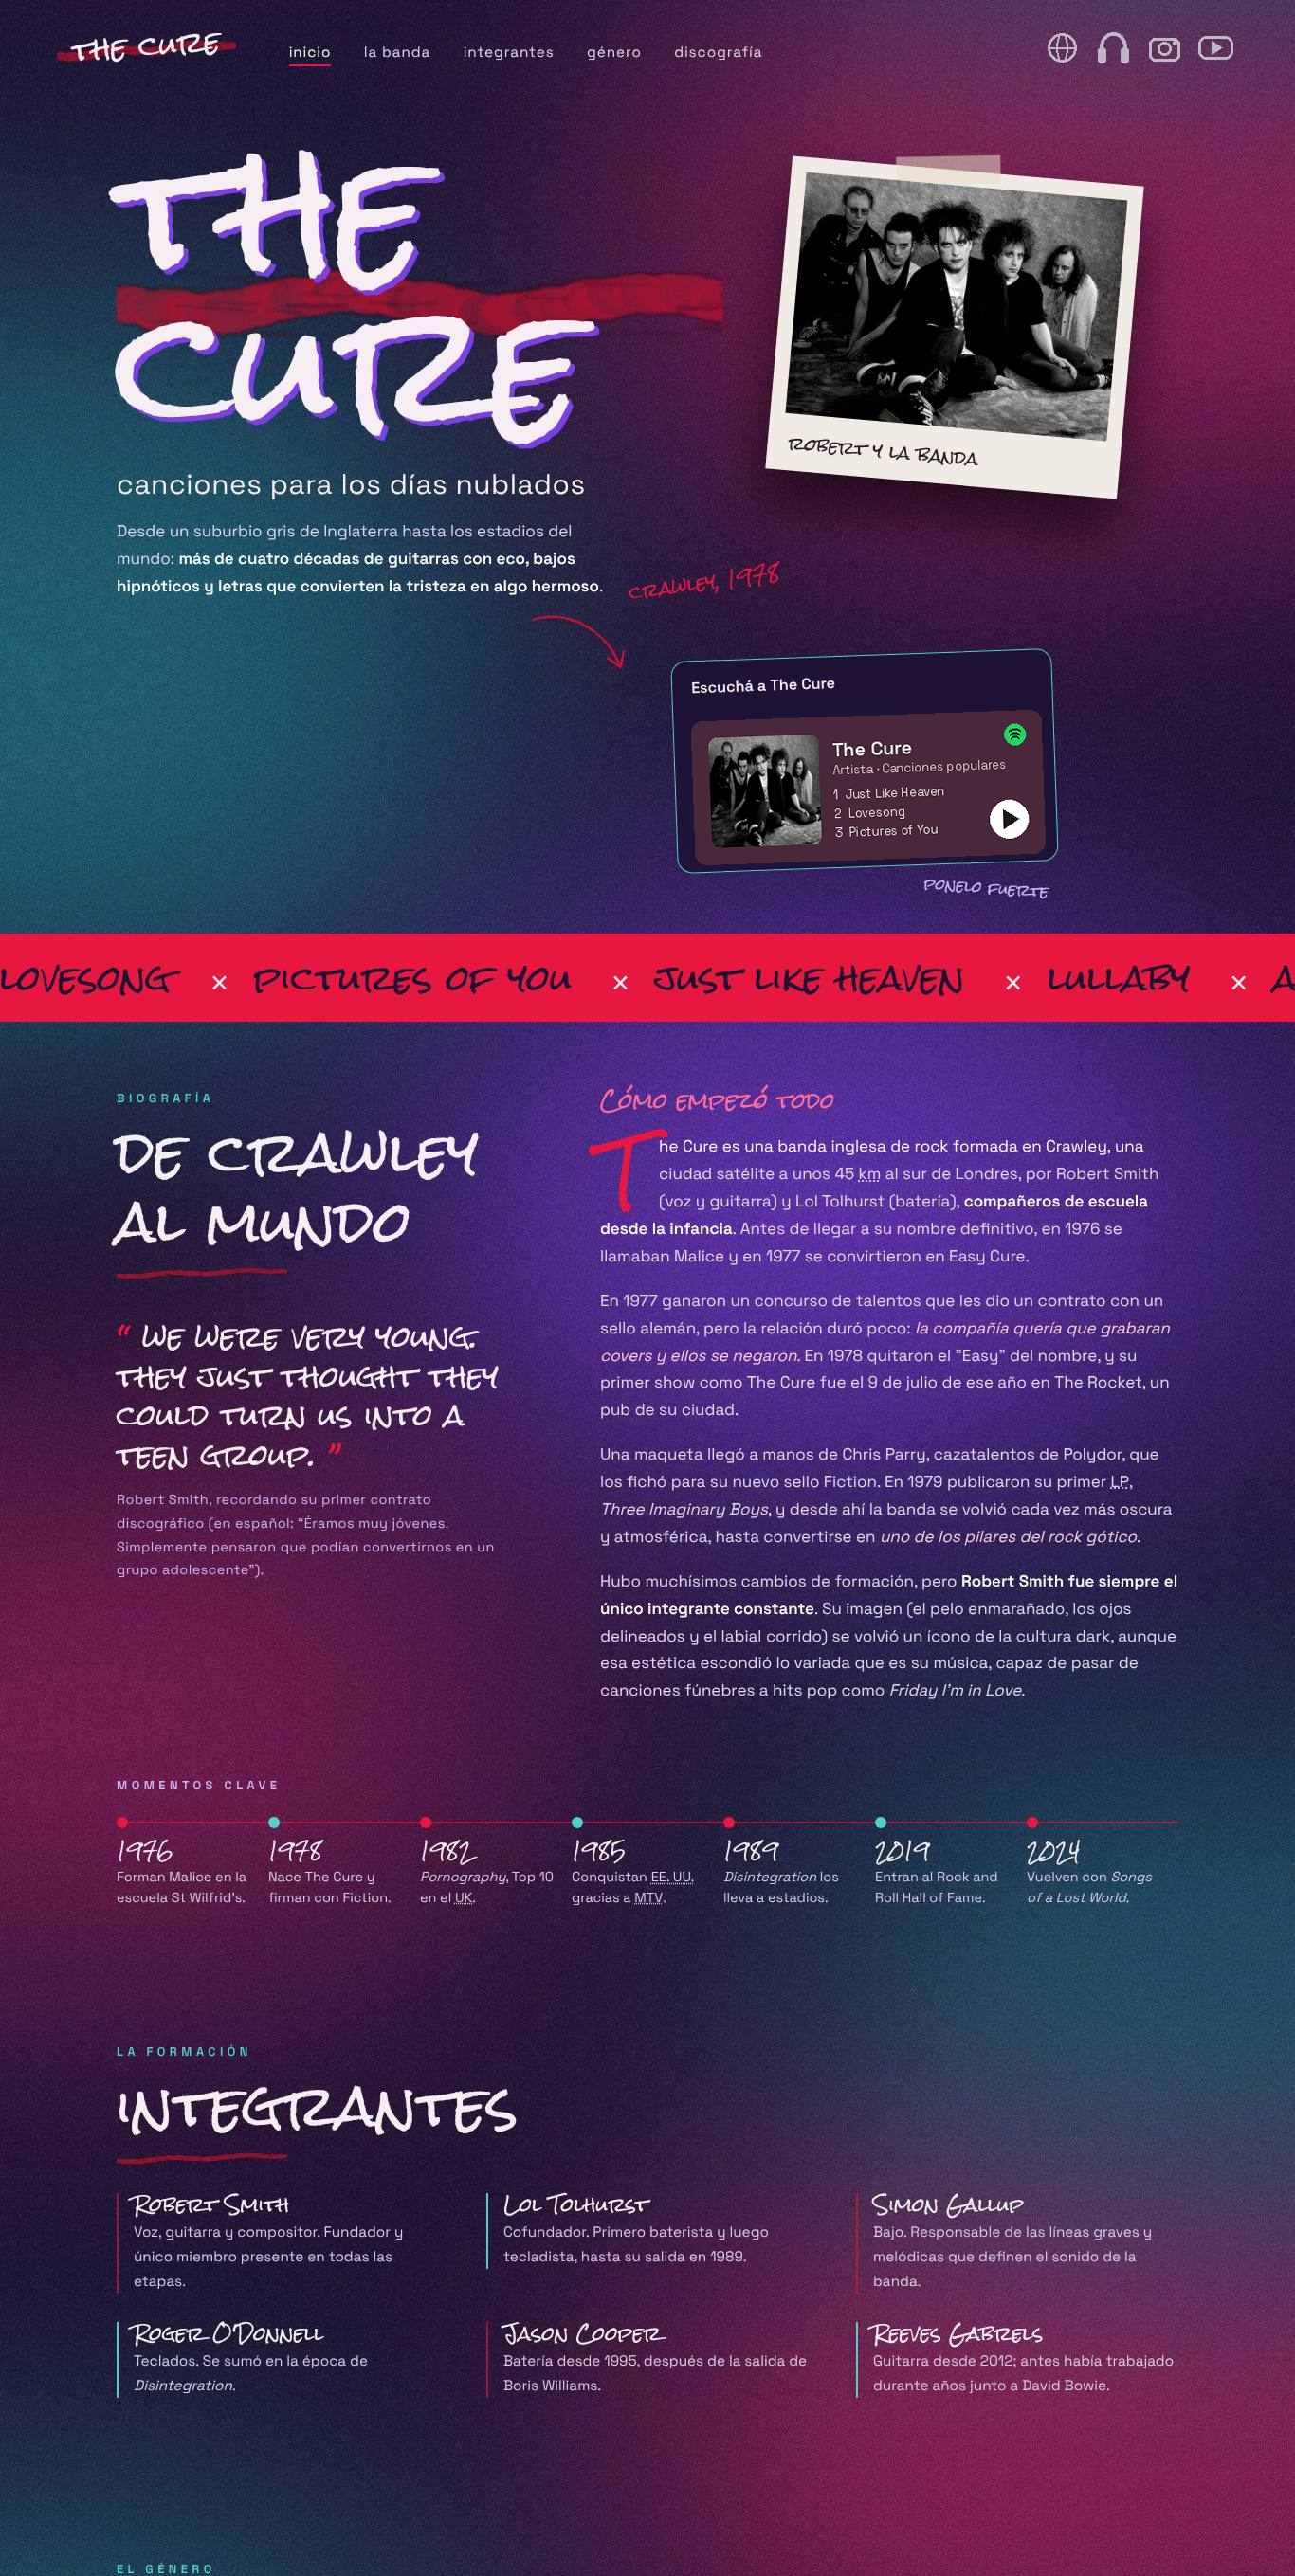 THE CURE
inicio la banda integrantes género discografía
THE
CURE
ROBERT Y LA BANDA
canciones para los días nublados
Desde un suburbio gris de Inglaterra hasta los estadios del
mundo: más de cuatro décadas de guitarras con eco, bajos
hipnóticos y letras que convierten la tristeza en algo hermoso.
CRAWLEY, 1978
Escuchá a The Cure
The Cure
Artista · Canciones populares
1 Just Like Heaven
2 Lovesong
3 Pictures of You
PONELO FUERTE
LOVESONG × PICTURES OF YOU × JUST LIKE HEAVEN × LULLABY × A
BIOGRAFÍA
DE CRAWLEY
AL MUNDO
“ WE WERE VERY YOUNG.
THEY JUST THOUGHT THEY
COULD TURN US INTO A
TEEN GROUP. ”
Robert Smith, recordando su primer contrato
discográfico (en español: “Éramos muy jóvenes.
Simplemente pensaron que podían convertirnos en un
grupo adolescente”).
Cómo empezó todo
The Cure es una banda inglesa de rock formada en Crawley, una
ciudad satélite a unos 45 km al sur de Londres, por Robert Smith
(voz y guitarra) y Lol Tolhurst (batería), compañeros de escuela
desde la infancia. Antes de llegar a su nombre definitivo, en 1976 se
llamaban Malice y en 1977 se convirtieron en Easy Cure.
En 1977 ganaron un concurso de talentos que les dio un contrato con un
sello alemán, pero la relación duró poco: la compañía quería que grabaran
covers y ellos se negaron. En 1978 quitaron el "Easy" del nombre, y su
primer show como The Cure fue el 9 de julio de ese año en The Rocket, un
pub de su ciudad.
Una maqueta llegó a manos de Chris Parry, cazatalentos de Polydor, que
los fichó para su nuevo sello Fiction. En 1979 publicaron su primer LP,
Three Imaginary Boys, y desde ahí la banda se volvió cada vez más oscura
y atmosférica, hasta convertirse en uno de los pilares del rock gótico.
Hubo muchísimos cambios de formación, pero Robert Smith fue siempre el
único integrante constante. Su imagen (el pelo enmarañado, los ojos
delineados y el labial corrido) se volvió un ícono de la cultura dark, aunque
esa estética escondió lo variada que es su música, capaz de pasar de
canciones fúnebres a hits pop como Friday I'm in Love.
MOMENTOS CLAVE
1976
Forman Malice en la
escuela St Wilfrid's.
1978
Nace The Cure y
firman con Fiction.
1982
Pornography, Top 10
en el UK.
1985
Conquistan EE. UU.
gracias a MTV.
1989
Disintegration los
lleva a estadios.
2019
Entran al Rock and
Roll Hall of Fame.
2024
Vuelven con Songs
of a Lost World.
LA FORMACIÓN
INTEGRANTES
Robert Smith
Voz, guitarra y compositor. Fundador y
único miembro presente en todas las
etapas.
Lol Tolhurst
Cofundador. Primero baterista y luego
tecladista, hasta su salida en 1989.
Simon Gallup
Bajo. Responsable de las líneas graves y
melódicas que definen el sonido de la
banda.
Roger O'Donnell
Teclados. Se sumó en la época de
Disintegration.
Jason Cooper
Batería desde 1995, después de la salida de
Boris Williams.
Reeves Gabrels
Guitarra desde 2012; antes había trabajado
durante años junto a David Bowie.
EL GÉNERO